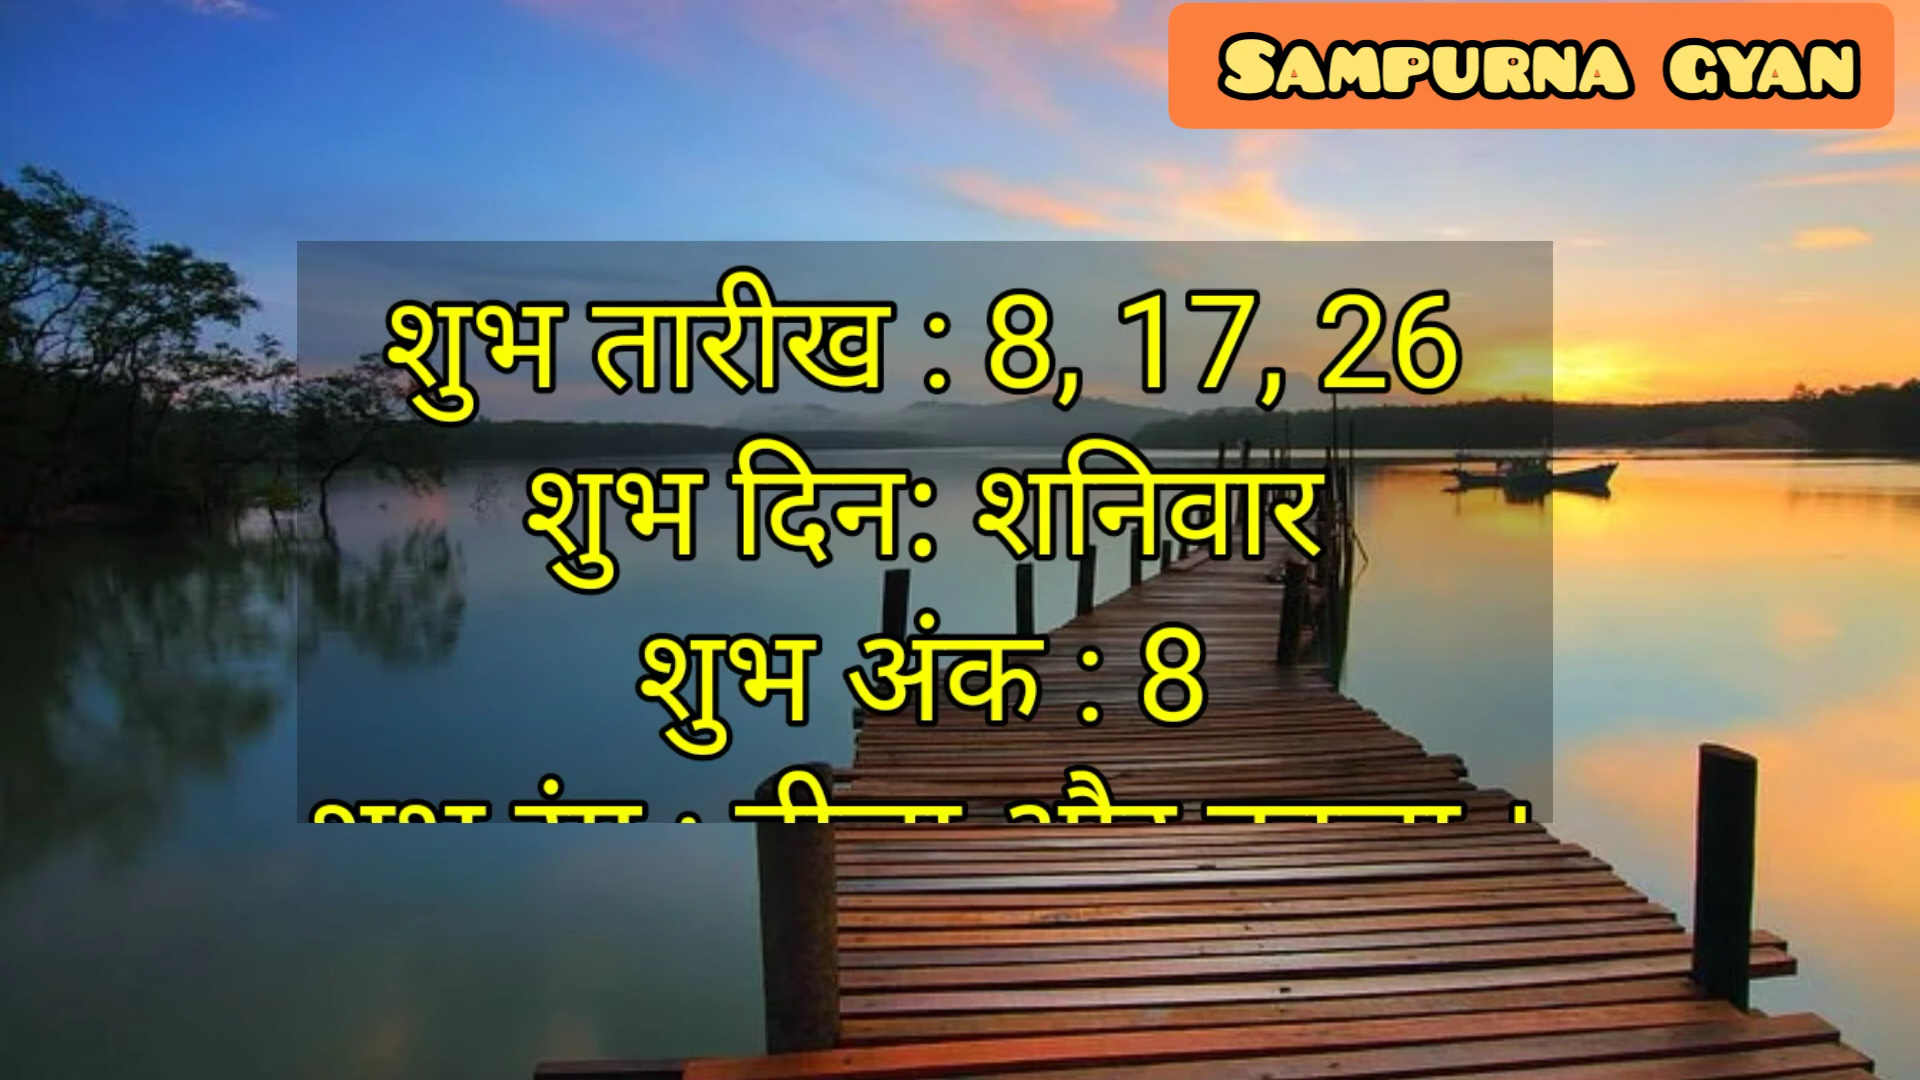 SAMPURNA GYAN
शुभ तारीख : 8, 17, 26
शुभ दिन: शनिवार
शुभ अंक : 8